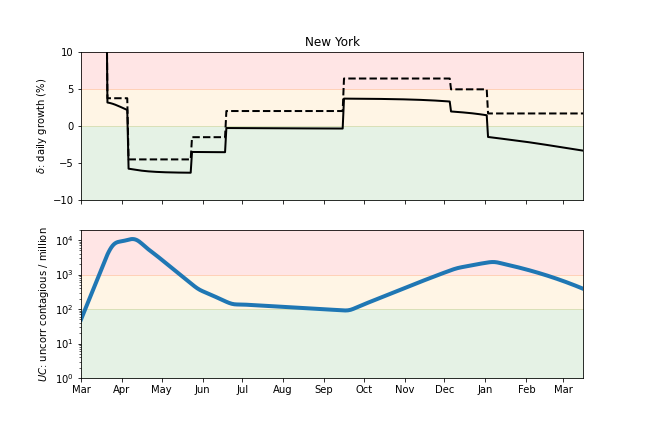 New York
δ: daily growth (%)
10
5
0
−5
−10
UC: uncorr contagious / million
10⁴
10³
10²
10¹
10⁰
Mar Apr May Jun Jul Aug Sep Oct Nov Dec Jan Feb Mar